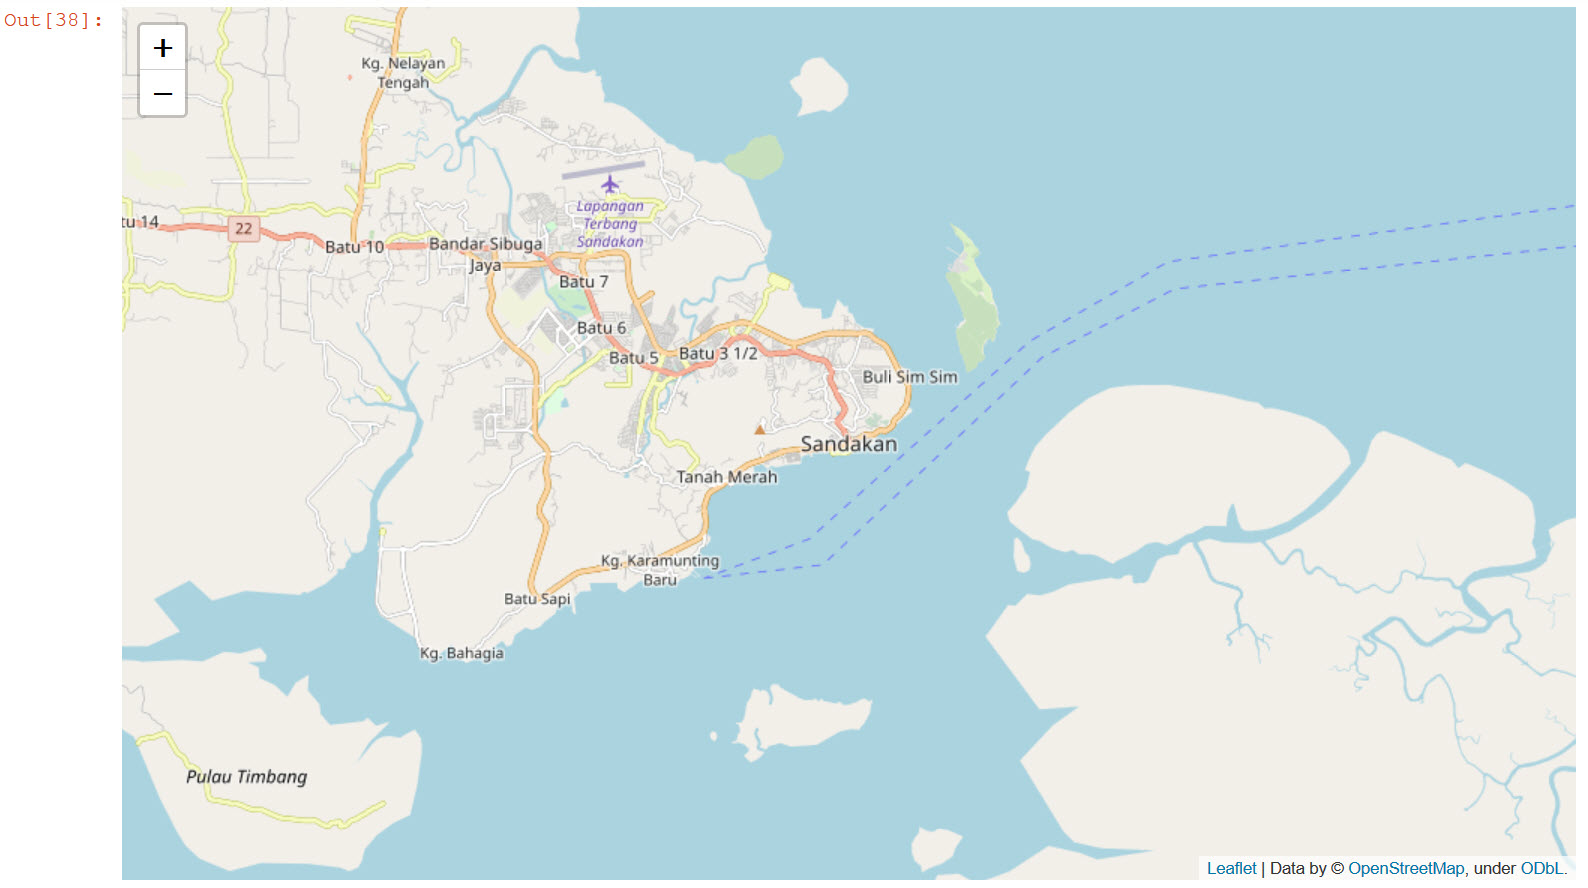 Out[38]:
+
−
Kg. Nelayan
Tengah
Lapangan
Terbang
Sandakan
tu 14
22
Batu 10
Bandar Sibuga
Jaya
Batu 7
Batu 6
Batu 5
Batu 3 1/2
Buli Sim Sim
Sandakan
Tanah Merah
Kg. Karamunting
Baru
Batu Sapi
Kg. Bahagia
Pulau Timbang
Leaflet | Data by © OpenStreetMap, under ODbL.